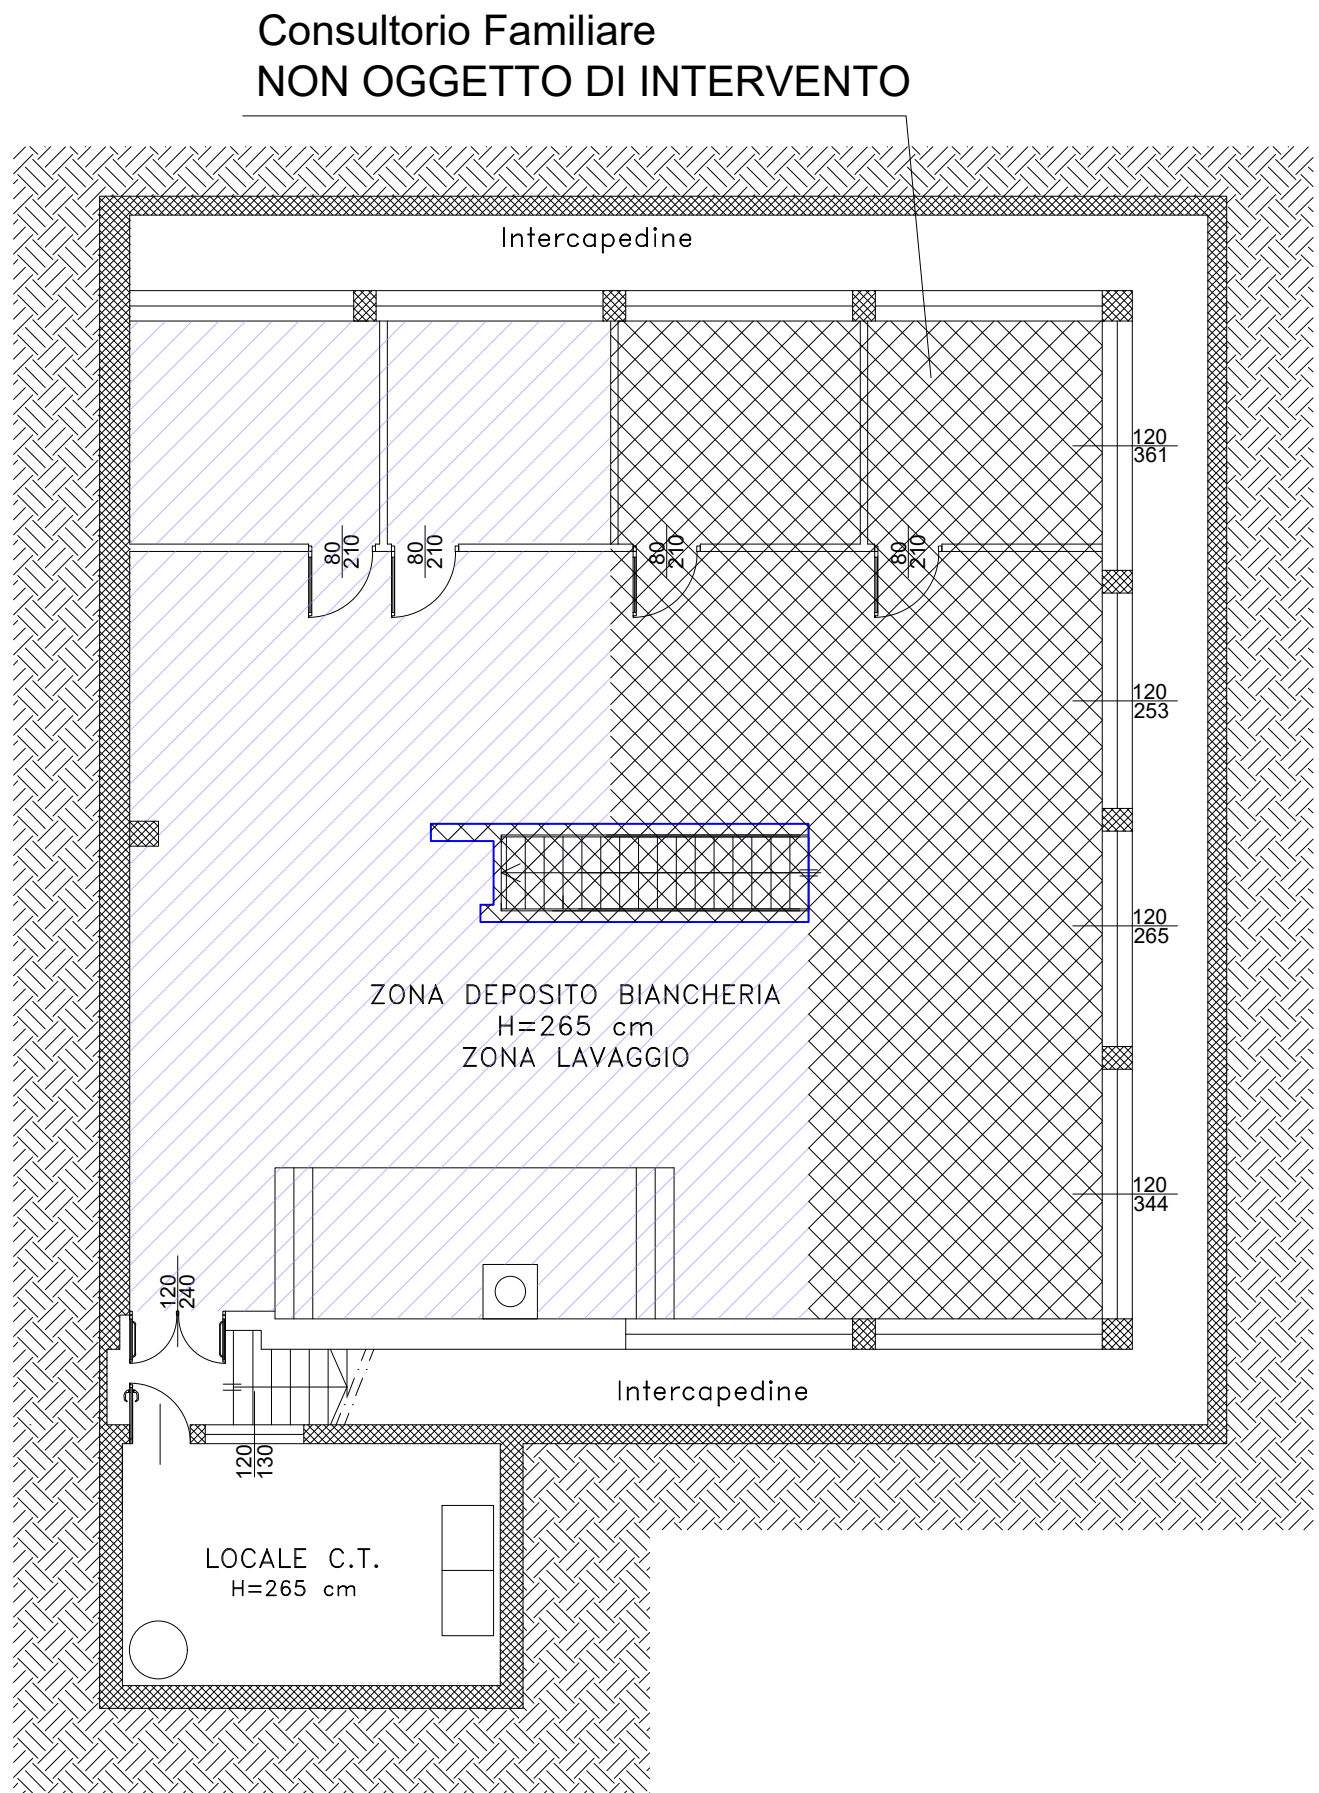 Consultorio Familiare
NON OGGETTO DI INTERVENTO
Intercapedine
120
361
80
210
80
210
80
210
80
210
120
253
120
265
ZONA DEPOSITO BIANCHERIA
H=265 cm
ZONA LAVAGGIO
120
344
120
240
Intercapedine
120
130
LOCALE C.T.
H=265 cm